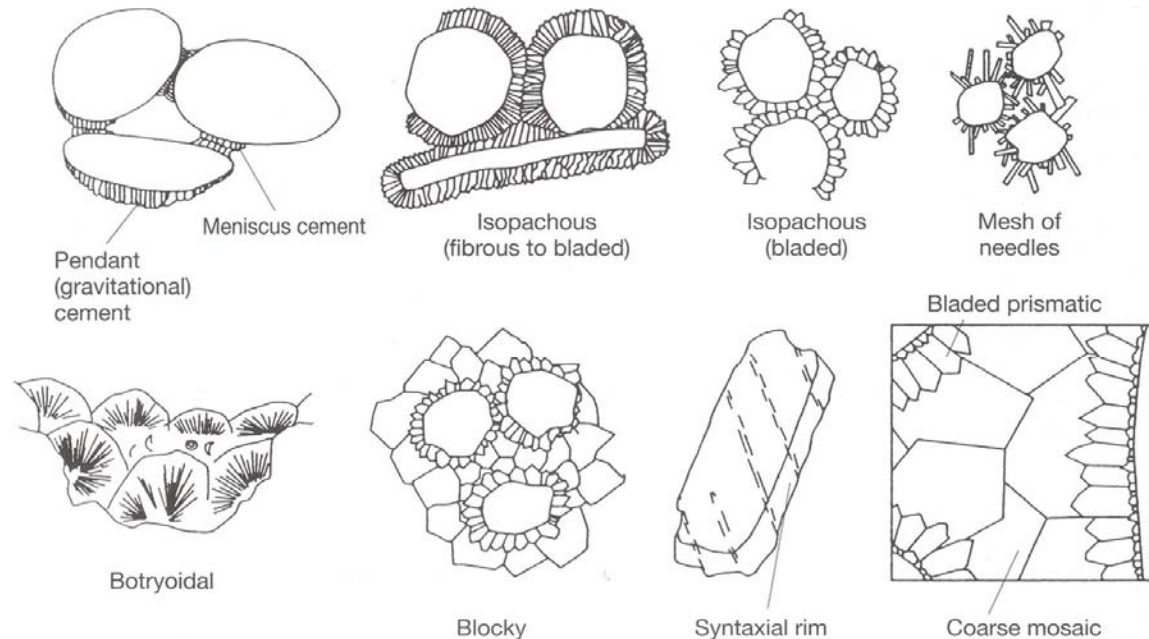 Meniscus cement
Pendant
(gravitational)
cement
Isopachous
(fibrous to bladed)
Isopachous
(bladed)
Mesh of
needles
Botryoidal
Blocky
Syntaxial rim
Bladed prismatic
Coarse mosaic